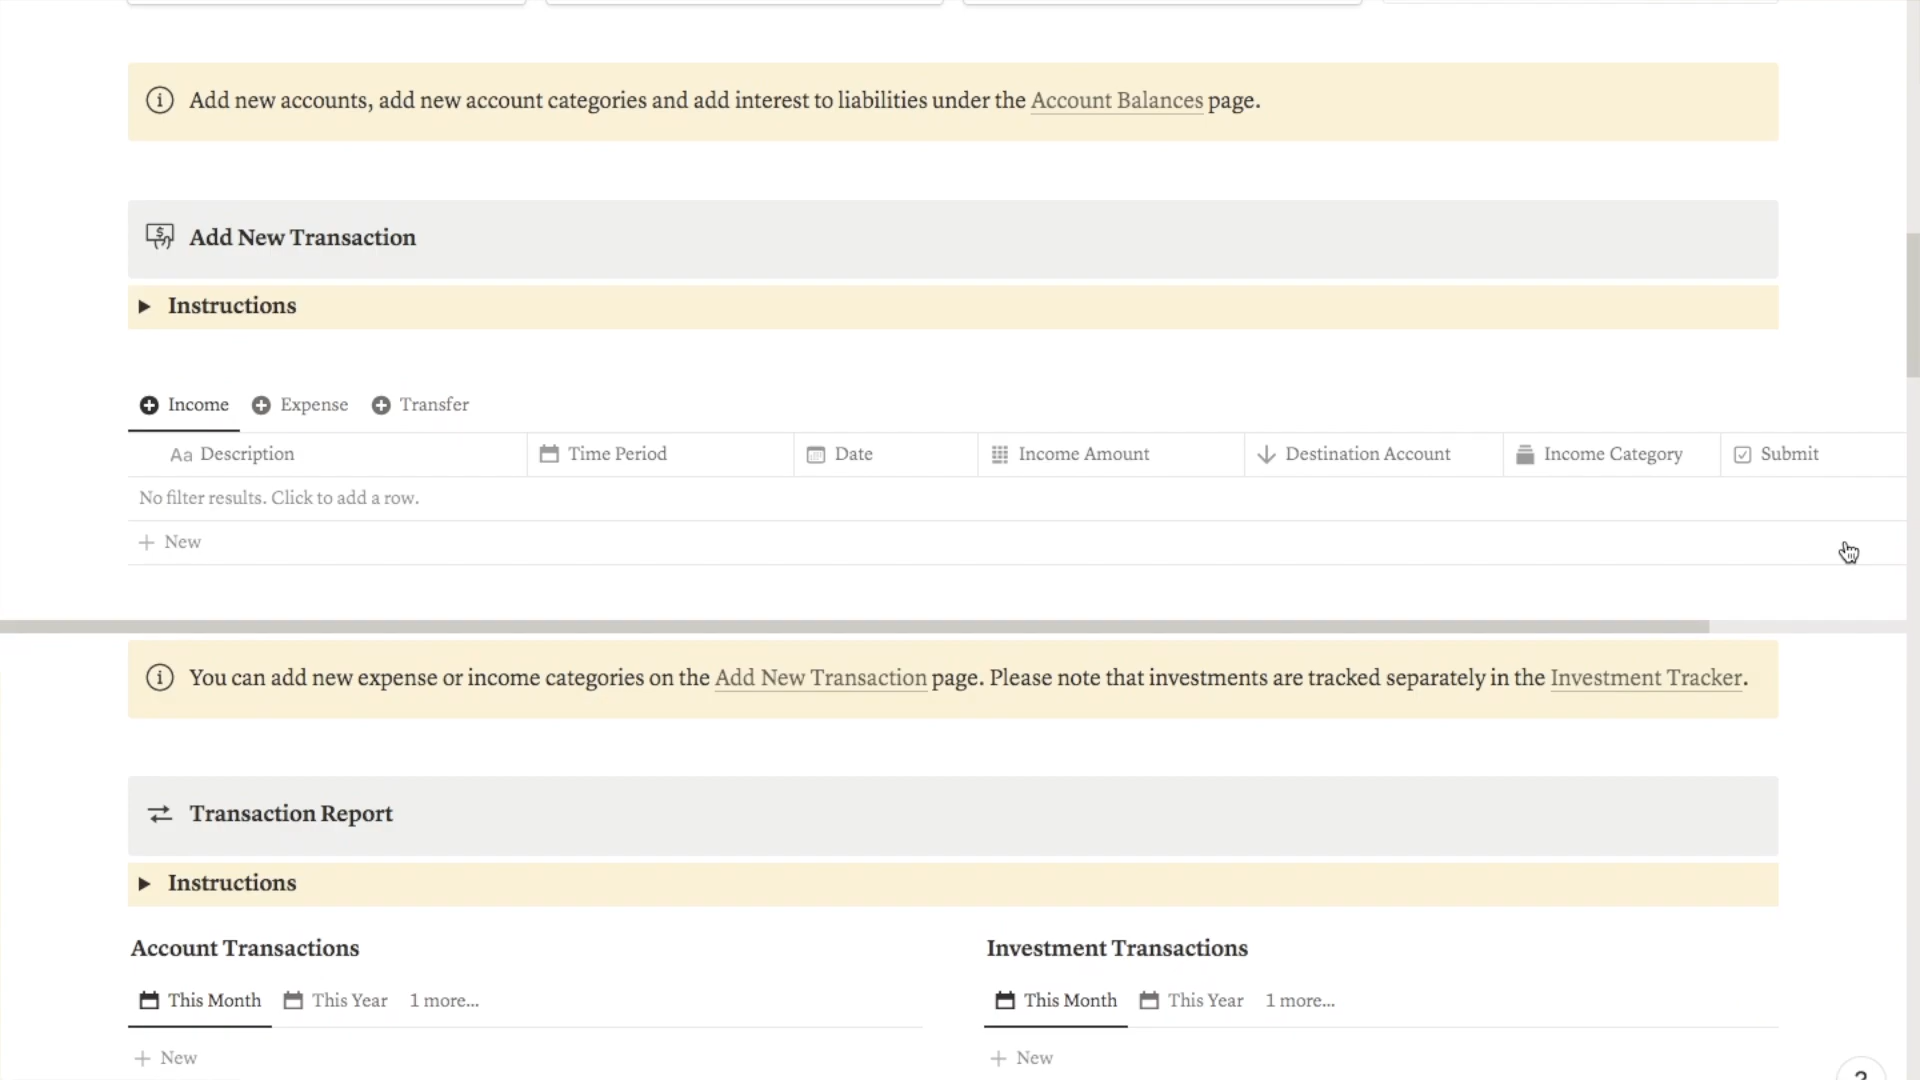 Add new accounts, add new account categories and add interest to liabilities under the Account Balances page.
Add New Transaction
Instructions
Income Expense Transfer
Aa Description Time Period Date Income Amount Destination Account Income Category Submit
No filter results. Click to add a row.
+ New
You can add new expense or income categories on the Add New Transaction page. Please note that investments are tracked separately in the Investment Tracker.
Transaction Report
Instructions
Account Transactions
This Month This Year 1 more...
+ New
Investment Transactions
This Month This Year 1 more...
+ New
?